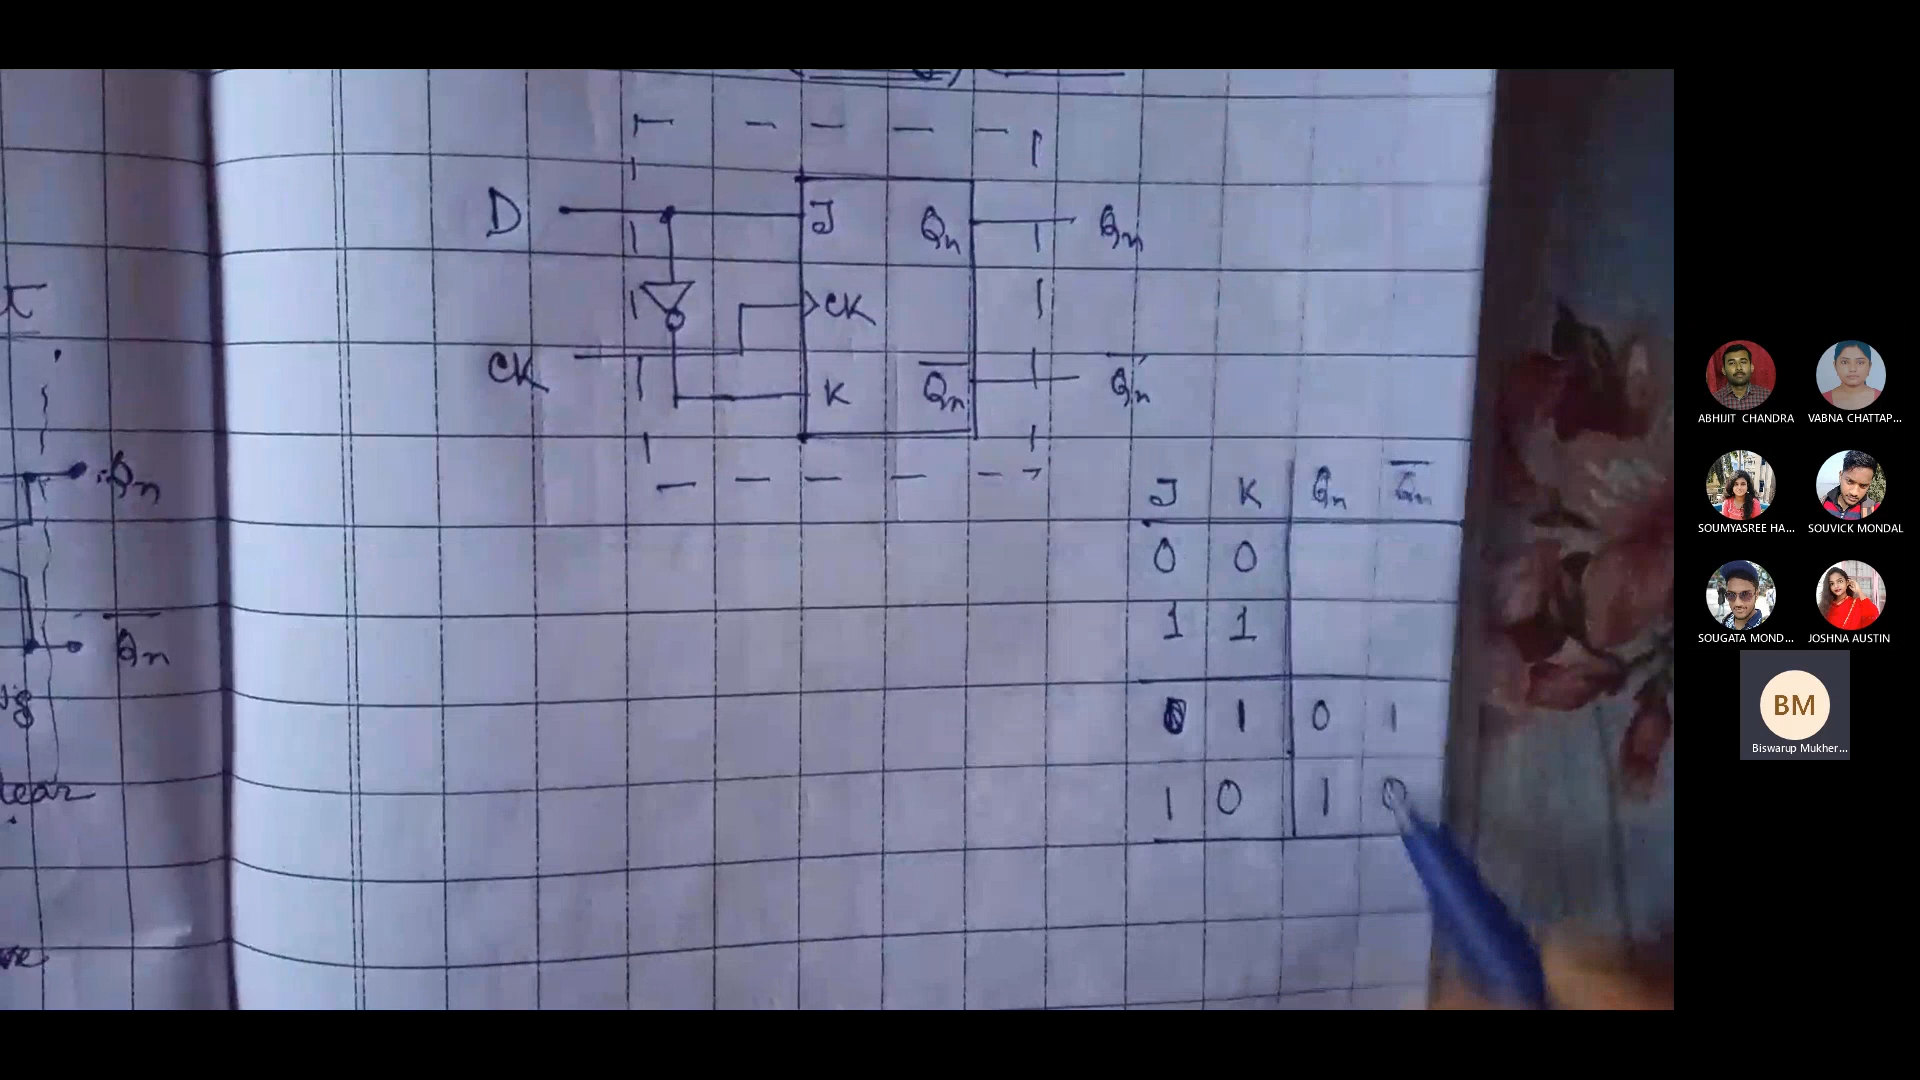 D
J
Qn
Qn
CK
CK
K
Q̅n
Q̅n
Qn
Q̅n
J K Qn Q̅n
0 0
1 1
0 1 0 1
1 0 1 0
ABHIJIT CHANDRA
VABNA CHATTAP...
SOUMYASREE HA...
SOUVICK MONDAL
SOUGATA MOND...
JOSHNA AUSTIN
BM
Biswarup Mukher...